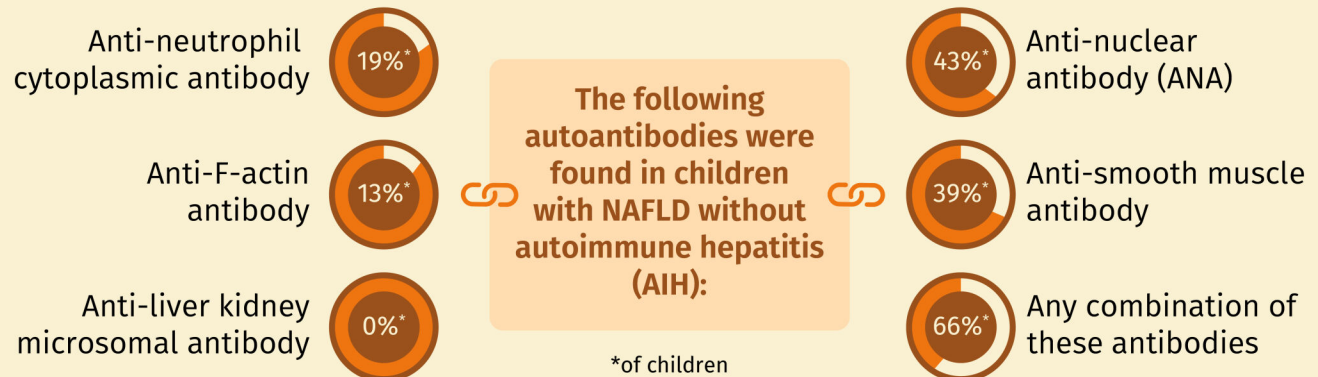 Anti-neutrophil
cytoplasmic antibody
19%*
Anti-F-actin
antibody
13%*
Anti-liver kidney
microsomal antibody
0%*
The following
autoantibodies were
found in children
with NAFLD without
autoimmune hepatitis
(AIH):
*of children
43%*
Anti-nuclear
antibody (ANA)
39%*
Anti-smooth muscle
antibody
66%*
Any combination of
these antibodies